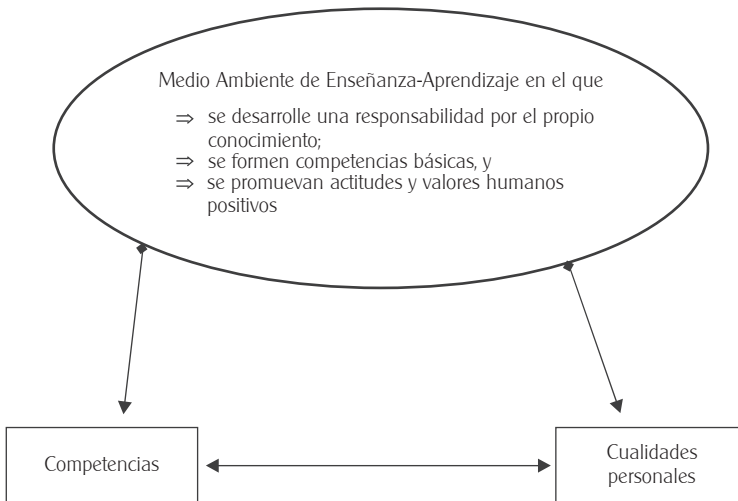 Medio Ambiente de Enseñanza-Aprendizaje en el que
⇒ se desarrolle una responsabilidad por el propio
conocimiento;
⇒ se formen competencias básicas, y
⇒ se promuevan actitudes y valores humanos
positivos
Competencias
Cualidades
personales